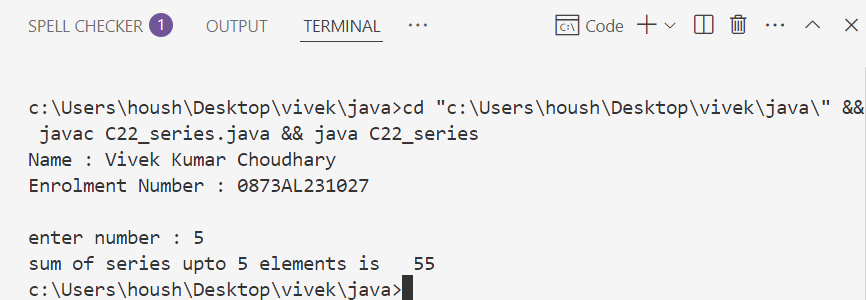 SPELL CHECKER 1 OUTPUT TERMINAL ... C:\ Code ...
c:\Users\housh\Desktop\vivek\java>cd "c:\Users\housh\Desktop\vivek\java\" &&
javac C22_series.java && java C22_series
Name : Vivek Kumar Choudhary
Enrolment Number : 0873AL231027
enter number : 5
sum of series upto 5 elements is   55
c:\Users\housh\Desktop\vivek\java>